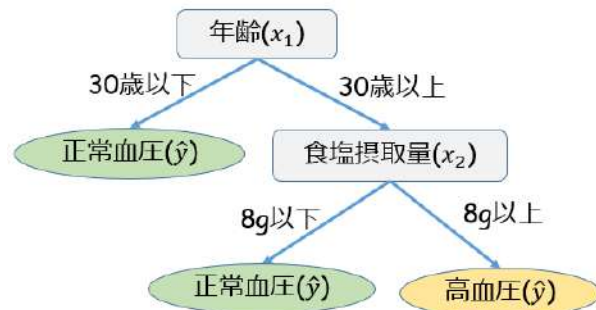 年齢(x₁)
30歳以下
30歳以上
正常血圧(ŷ)
食塩摂取量(x₂)
8g以下
8g以上
正常血圧(ŷ)
高血圧(ŷ)